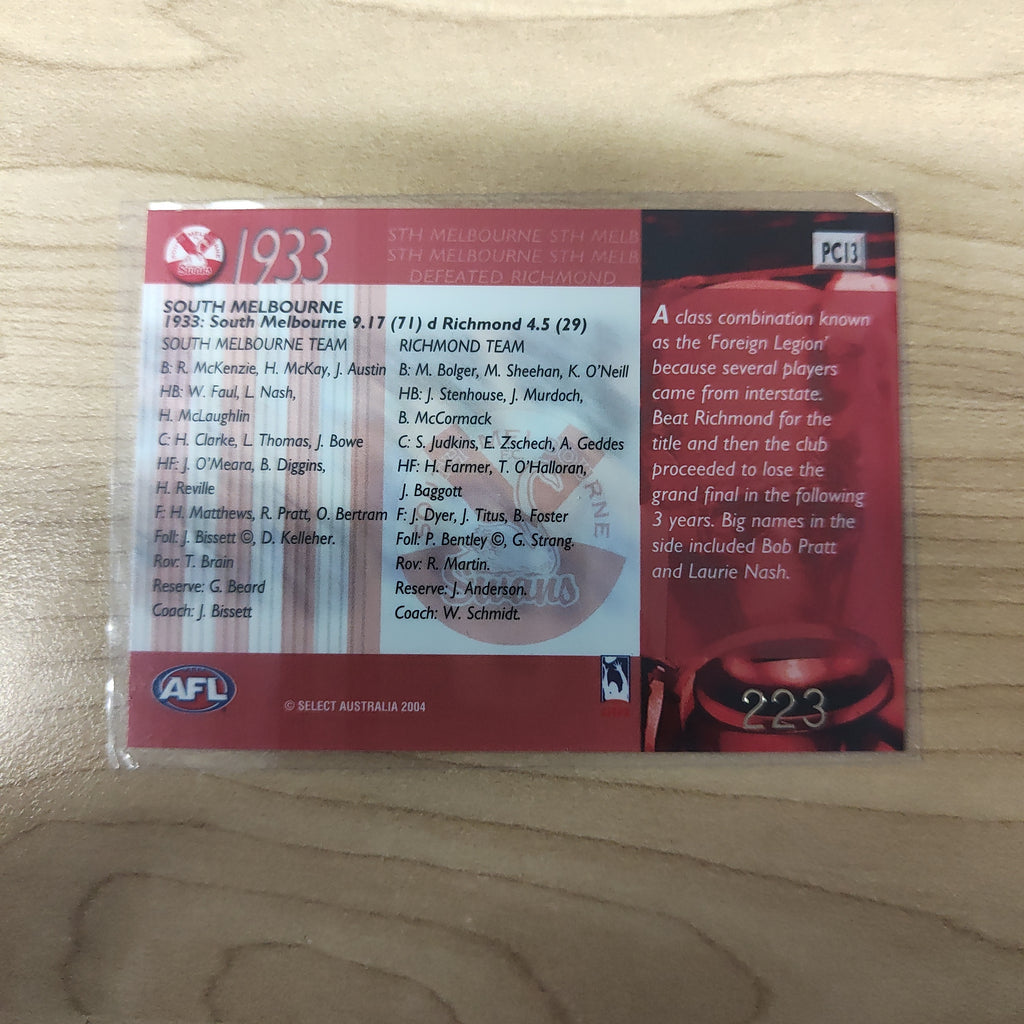 SOUTH MELBOURNE
Swans
1933
STH MELBOURNE STH MELB
STH MELBOURNE STH MELB
DEFEATED RICHMOND
PC13
SOUTH MELBOURNE
1933: South Melbourne 9.17 (71) d Richmond 4.5 (29)
SOUTH MELBOURNE TEAM
B: R. McKenzie, H. McKay, J. Austin
HB: W. Faul, L. Nash,
H. McLaughlin
C: H. Clarke, L. Thomas, J. Bowe
HF: J. O'Meara, B. Diggins,
H. Reville
F: H. Matthews, R. Pratt, O. Bertram
Foll: J. Bissett ©, D. Kelleher.
Rov: T. Brain
Reserve: G. Beard
Coach: J. Bissett
RICHMOND TEAM
B: M. Bolger, M. Sheehan, K. O'Neill
HB: J. Stenhouse, J. Murdoch,
B. McCormack
C: S. Judkins, E. Zschech, A. Geddes
HF: H. Farmer, T. O'Halloran,
J. Baggott
F: J. Dyer, J. Titus, B. Foster
Foll: P. Bentley ©, G. Strang.
Rov: R. Martin.
Reserve: J. Anderson.
Coach: W. Schmidt.
SOUTH MELBOURNE
Swans
A class combination known
as the 'Foreign Legion'
because several players
came from interstate.
Beat Richmond for the
title and then the club
proceeded to lose the
grand final in the following
3 years. Big names in the
side included Bob Pratt
and Laurie Nash.
AFL
© SELECT AUSTRALIA 2004
223